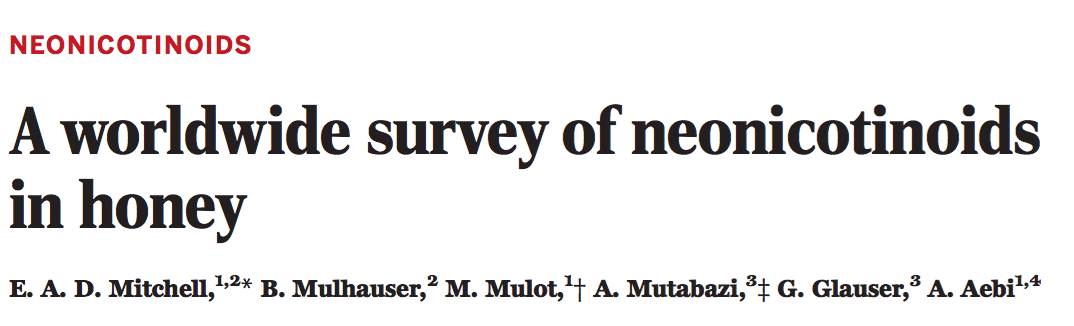 NEONICOTINOIDS
A worldwide survey of neonicotinoids
in honey
E. A. D. Mitchell,¹,²* B. Mulhauser,² M. Mulot,¹† A. Mutabazi,³‡ G. Glauser,³ A. Aebi¹,⁴